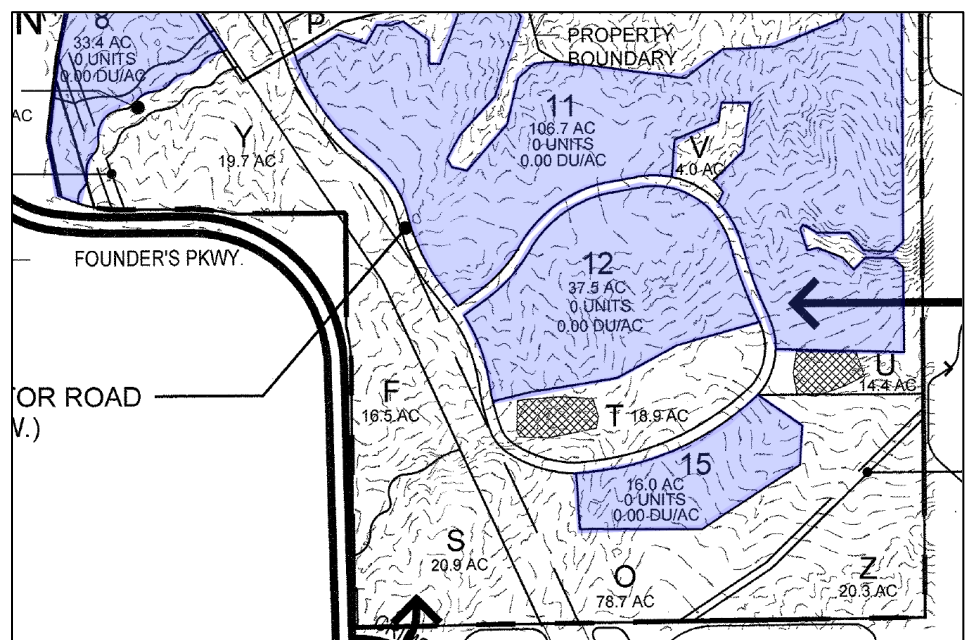 N
8
33.4 AC
0 UNITS
0.00 DU/AC
P
PROPERTY
BOUNDARY
AC
Y
19.7 AC
11
106.7 AC
0 UNITS
0.00 DU/AC
V
4.0 AC
FOUNDER'S PKWY.
12
37.5 AC
0 UNITS
0.00 DU/AC
TOR ROAD
W.)
F
16.5 AC
T 18.9 AC
U
14.4 AC
15
16.0 AC
0 UNITS
0.00 DU/AC
S
20.9 AC
O
78.7 AC
Z
20.3 AC